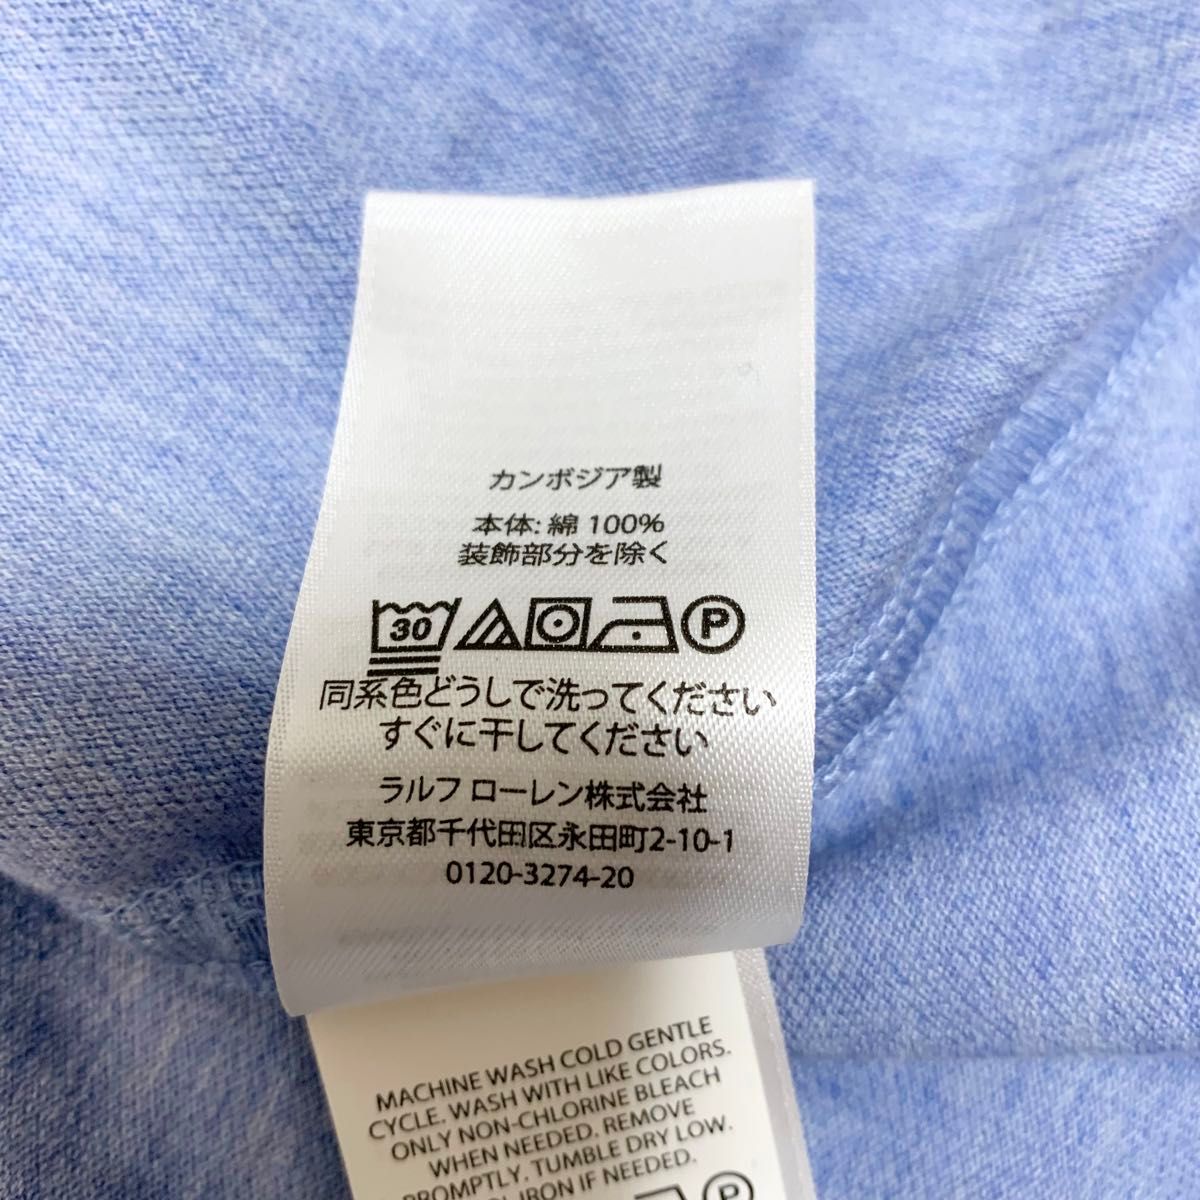 カンボジア製
本体: 綿 100%
装飾部分を除く
30 P
同系色どうしで洗ってください
すぐに干してください
ラルフ ローレン株式会社
東京都千代田区永田町2-10-1
0120-3274-20
MACHINE WASH COLD GENTLE
CYCLE. WASH WITH LIKE COLORS.
ONLY NON-CHLORINE BLEACH
WHEN NEEDED. REMOVE
PROMPTLY. TUMBLE DRY LOW.
IRON IF NEEDED.
P